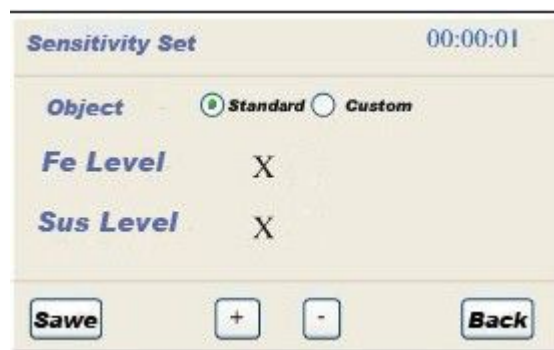 Sensitivity Set 00:00:01
Object Standard Custom
Fe Level X
Sus Level X
Sawe + - Back